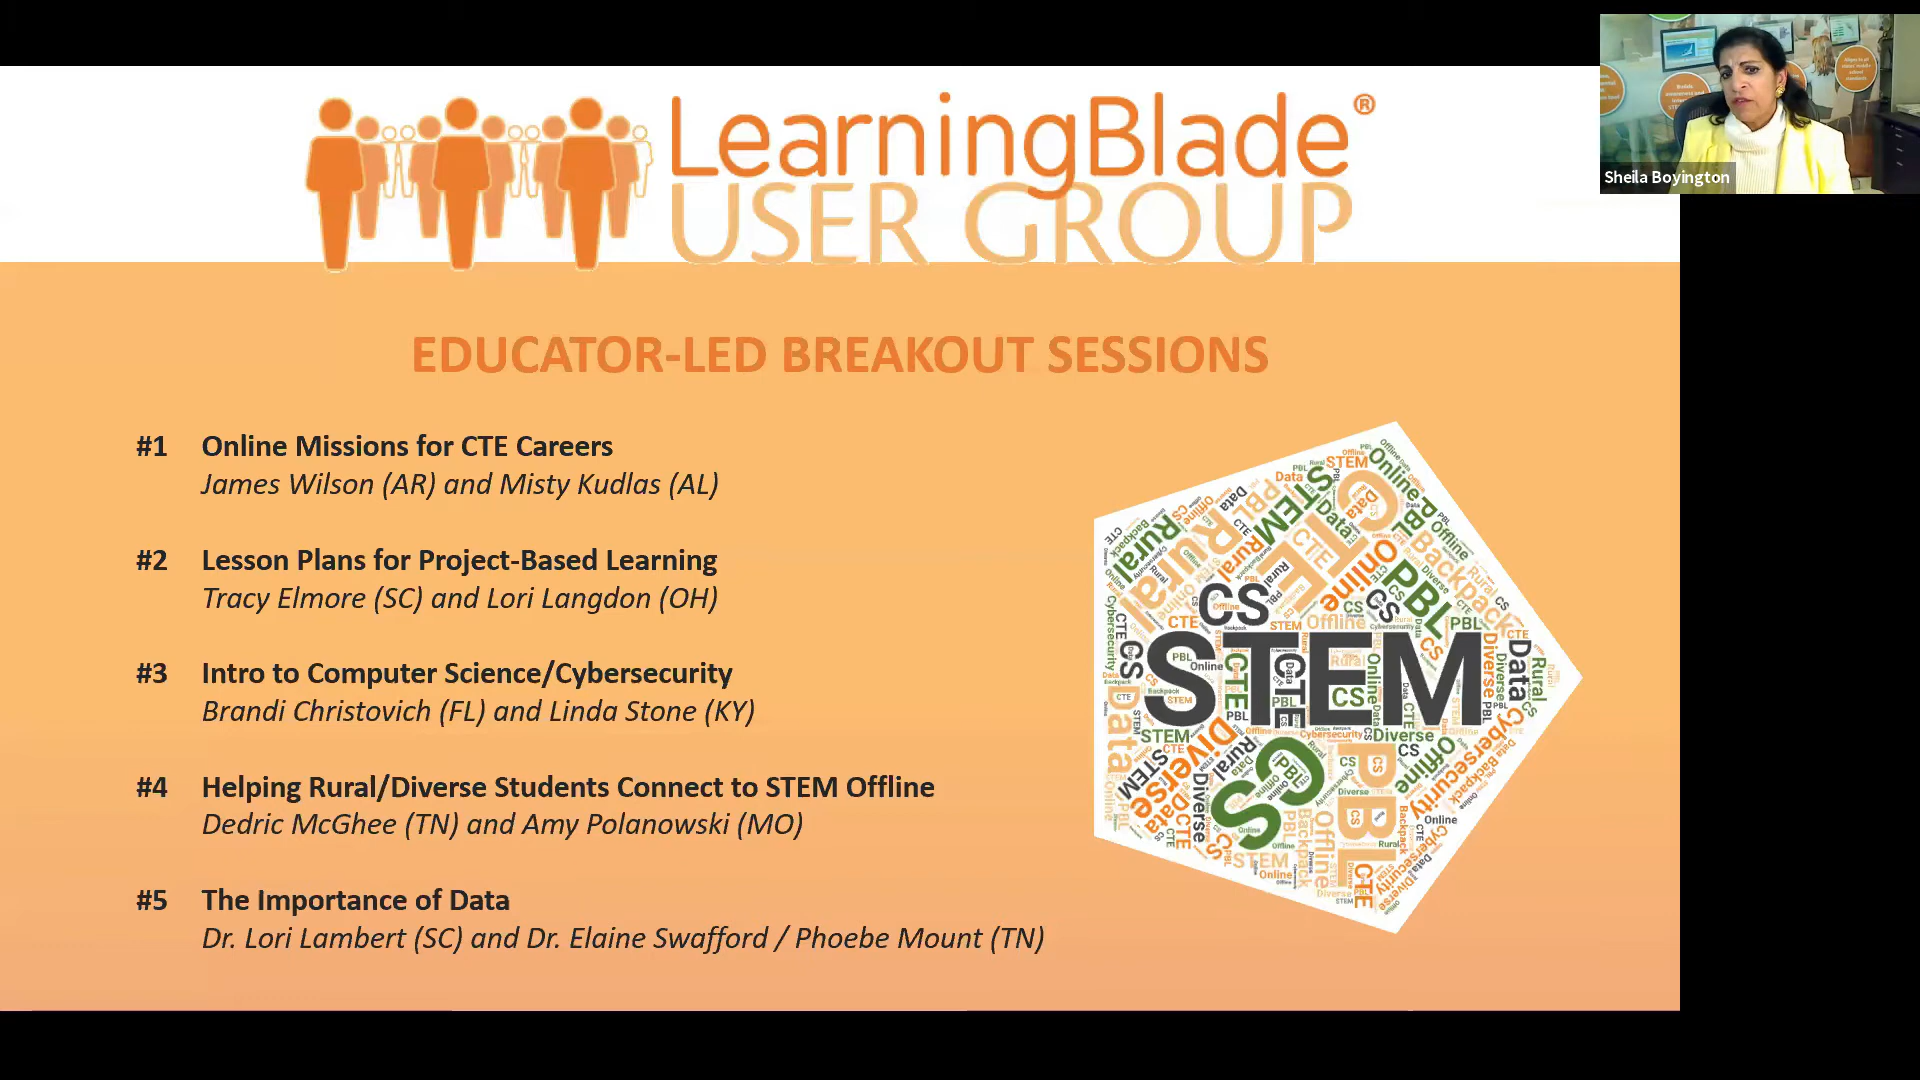 LearningBlade®
USER GROUP
Sheila Boyington
EDUCATOR-LED BREAKOUT SESSIONS
#1 Online Missions for CTE Careers
James Wilson (AR) and Misty Kudlas (AL)
#2 Lesson Plans for Project-Based Learning
Tracy Elmore (SC) and Lori Langdon (OH)
#3 Intro to Computer Science/Cybersecurity
Brandi Christovich (FL) and Linda Stone (KY)
#4 Helping Rural/Diverse Students Connect to STEM Offline
Dedric McGhee (TN) and Amy Polanowski (MO)
#5 The Importance of Data
Dr. Lori Lambert (SC) and Dr. Elaine Swafford / Phoebe Mount (TN)
STEM
CS
CTE
Rural
PBL
Online
Backpack
Data
Diverse
Offline
Cybersecurity